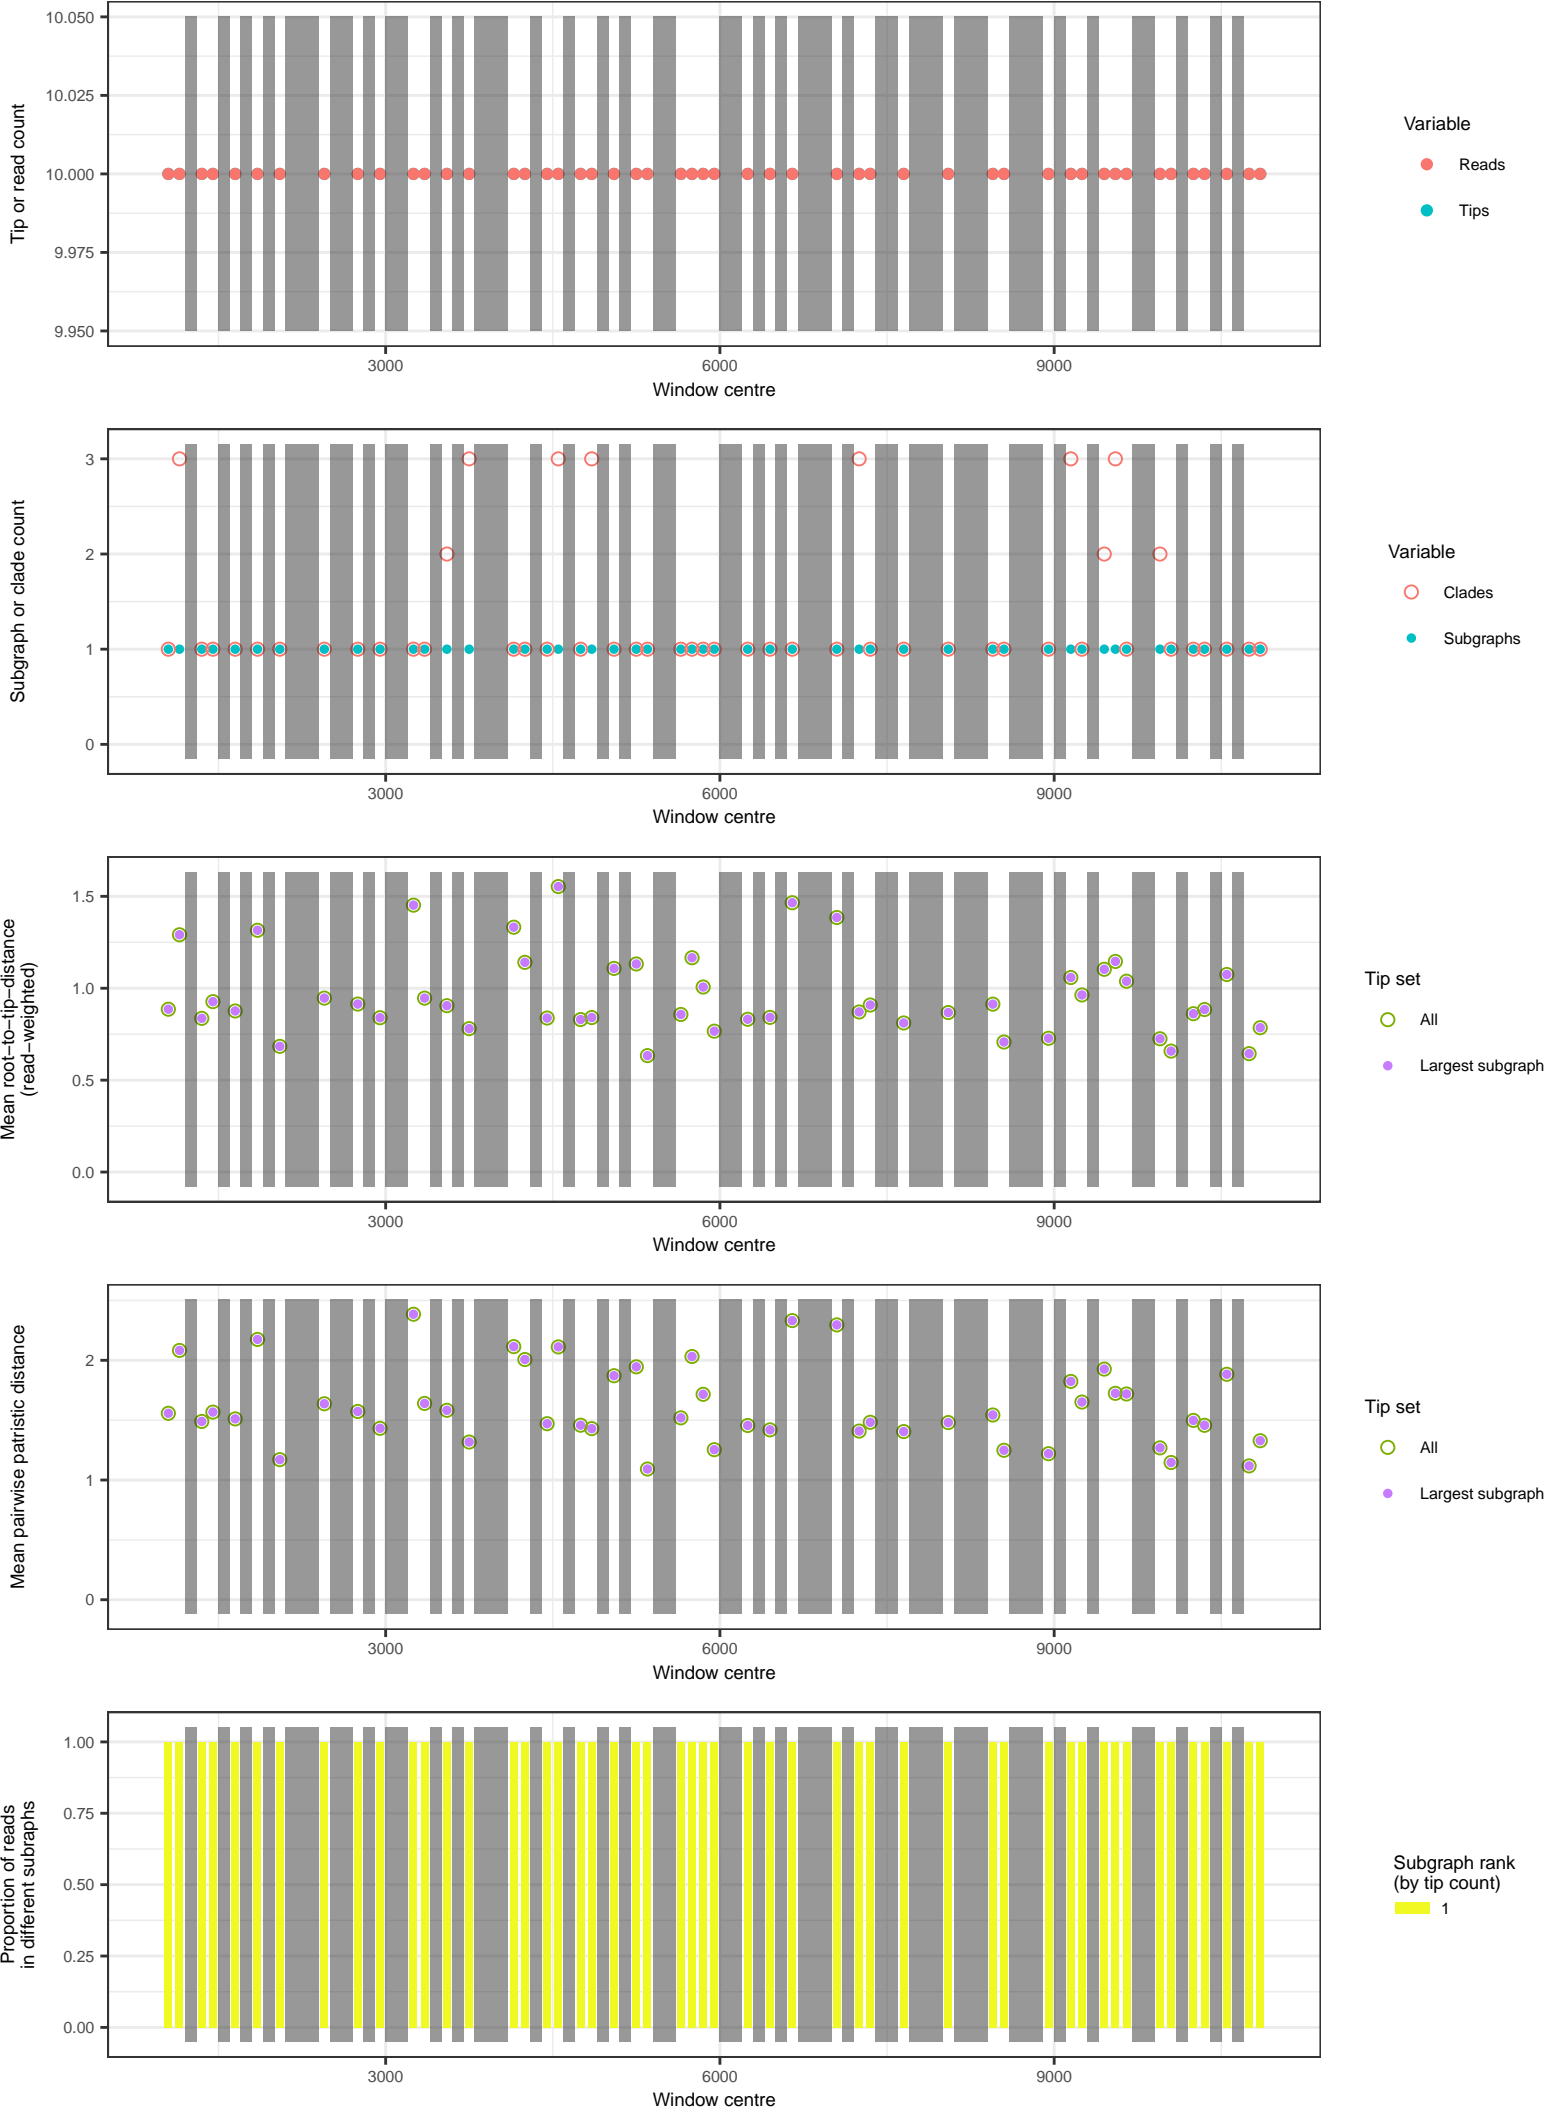 10.050
10.025
10.000
9.975
9.950
Tip or read count
3000
6000
9000
Window centre
Variable
Reads
Tips
3
2
1
0
Subgraph or clade count
3000
6000
9000
Window centre
Variable
Clades
Subgraphs
1.5
1.0
0.5
0.0
Mean root−to−tip−distance
(read−weighted)
3000
6000
9000
Window centre
Tip set
All
Largest subgraph
2
1
0
Mean pairwise patristic distance
3000
6000
9000
Window centre
Tip set
All
Largest subgraph
1.00
0.75
0.50
0.25
0.00
Proportion of reads
in different subraphs
3000
6000
9000
Window centre
Subgraph rank
(by tip count)
1